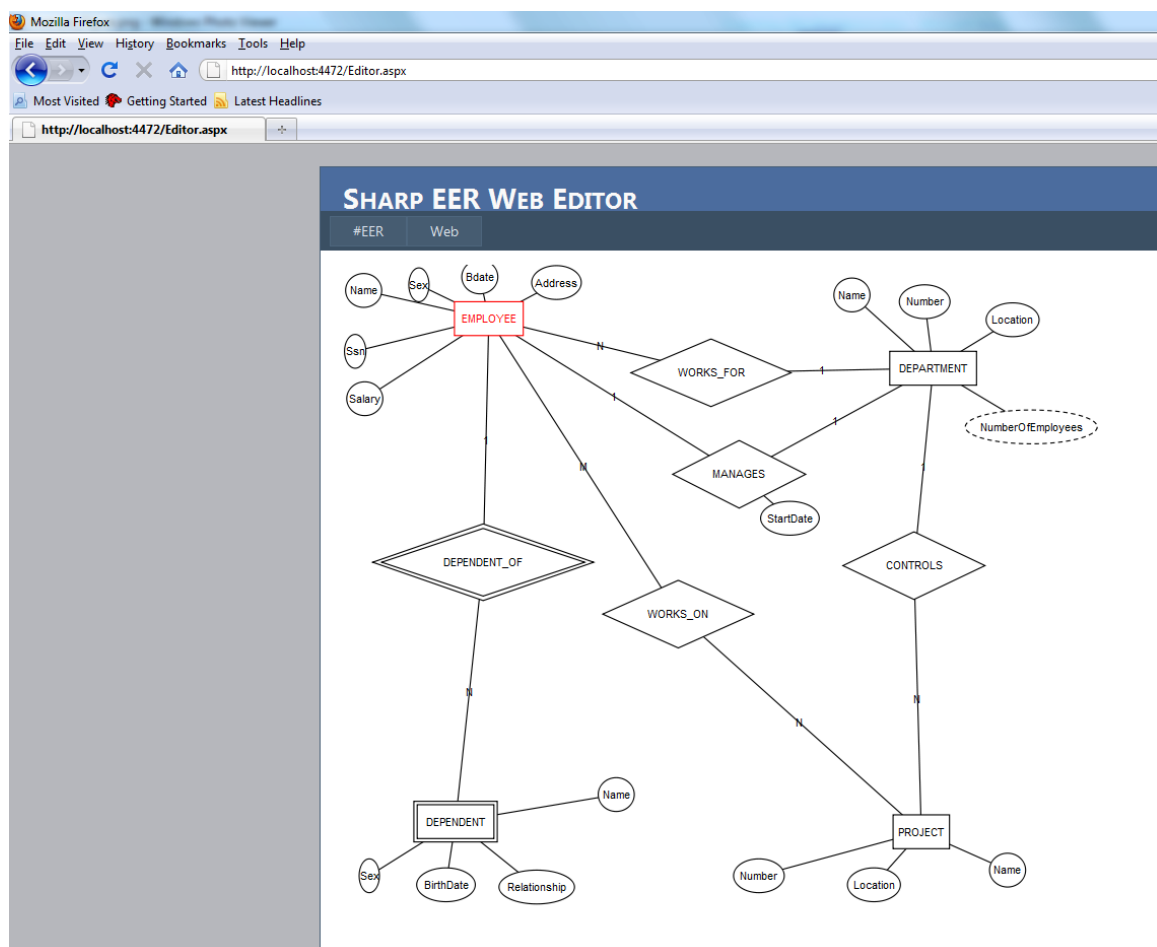 Mozilla Firefox
File Edit View History Bookmarks Tools Help
http://localhost:4472/Editor.aspx
Most Visited Getting Started Latest Headlines
http://localhost:4472/Editor.aspx
SHARP EER WEB EDITOR
#EER Web
Name Sex Bdate Address
EMPLOYEE
Ssn
Salary
Name Number Location
DEPARTMENT
NumberOfEmployees
N WORKS_FOR 1
1 MANAGES 1
StartDate
1
M
1
DEPENDENT_OF
WORKS_ON
CONTROLS
N
N
N
Name
DEPENDENT
Sex BirthDate Relationship
PROJECT
Number Location Name